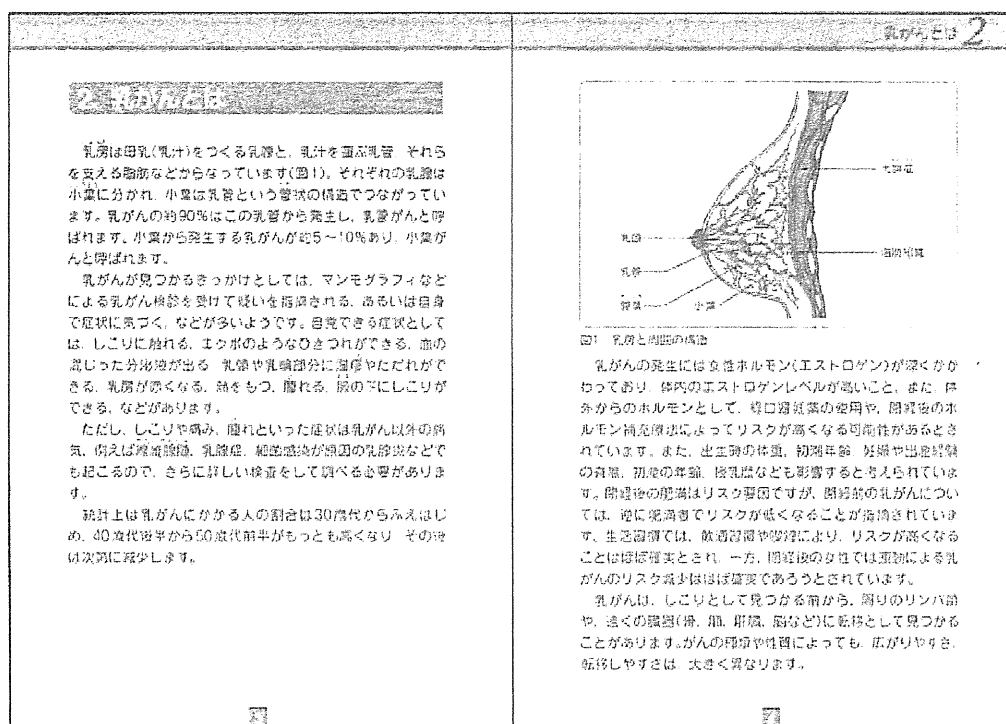 乳がんとは 2
2. 乳がんとは
乳房は母乳(乳汁)をつくる乳腺と、乳汁を運ぶ乳管、それら
を支える脂肪などからなっています(図1)。それぞれの乳腺は
小葉に分かれ、小葉は乳管という管状の構造でつながってい
ます。乳がんの約90%はこの乳管から発生し、乳管がんと呼
ばれます。小葉から発生する乳がんが約5〜10%あり、小葉が
んと呼ばれます。
乳がんが見つかるきっかけとしては、マンモグラフィなど
による乳がん検診を受けて疑いを指摘される、あるいは自身
で症状に気づく、などが多いようです。自覚できる症状として
は、しこりに触れる、エクボのようなひきつれができる、血の
混じった分泌液が出る、乳頭や乳輪部分に湿疹やただれがで
きる、乳房が赤くなる、熱をもつ、腫れる、腋の下にしこりが
できる、などがあります。
ただし、しこりや痛み、腫れといった症状は乳がん以外の病
気、例えば線維腺腫、乳腺症、細菌感染が原因の乳腺炎などで
も起こるので、さらに詳しい検査をして調べる必要がありま
す。
統計上は乳がんにかかる人の割合は30歳代からふえはじ
め、40歳代後半から50歳代前半がもっとも高くなり、その後
は次第に減少します。
大胸筋
乳頭
脂肪組織
乳管
小葉
図1 乳房と周囲の構造
乳がんの発生には女性ホルモン(エストロゲン)が深くかか
わっており、体内のエストロゲンレベルが高いこと、また、体
外からのホルモンとして、経口避妊薬の使用や、閉経後のホ
ルモン補充療法によってリスクが高くなる可能性があるとさ
れています。また、出生時の体重、初潮年齢、妊娠や出産経験
の有無、初産の年齢、授乳歴なども影響すると考えられていま
す。閉経後の肥満はリスク要因ですが、閉経前の乳がんについ
ては、逆に肥満者でリスクが低くなることが指摘されていま
す。生活習慣では、飲酒習慣や喫煙により、リスクが高くなる
ことはほぼ確実とされ、一方、閉経後の女性では運動による乳
がんのリスク減少はほぼ確実であろうとされています。
乳がんは、しこりとして見つかる前から、周りのリンパ節
や、遠くの臓器(骨、肺、肝臓、脳など)に転移として見つかる
ことがあります。がんの種類や性質によっても、広がりやすさ、
転移しやすさは、大きく異なります。